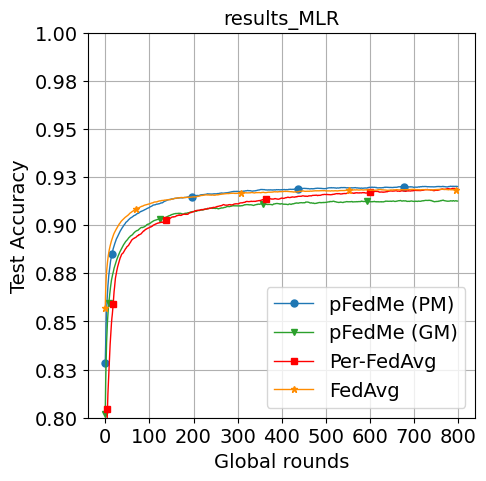 results_MLR
1.00
0.98
0.95
0.93
0.90
0.88
0.85
0.83
0.80
Test Accuracy
pFedMe (PM)
pFedMe (GM)
Per-FedAvg
FedAvg
0 100 200 300 400 500 600 700 800
Global rounds